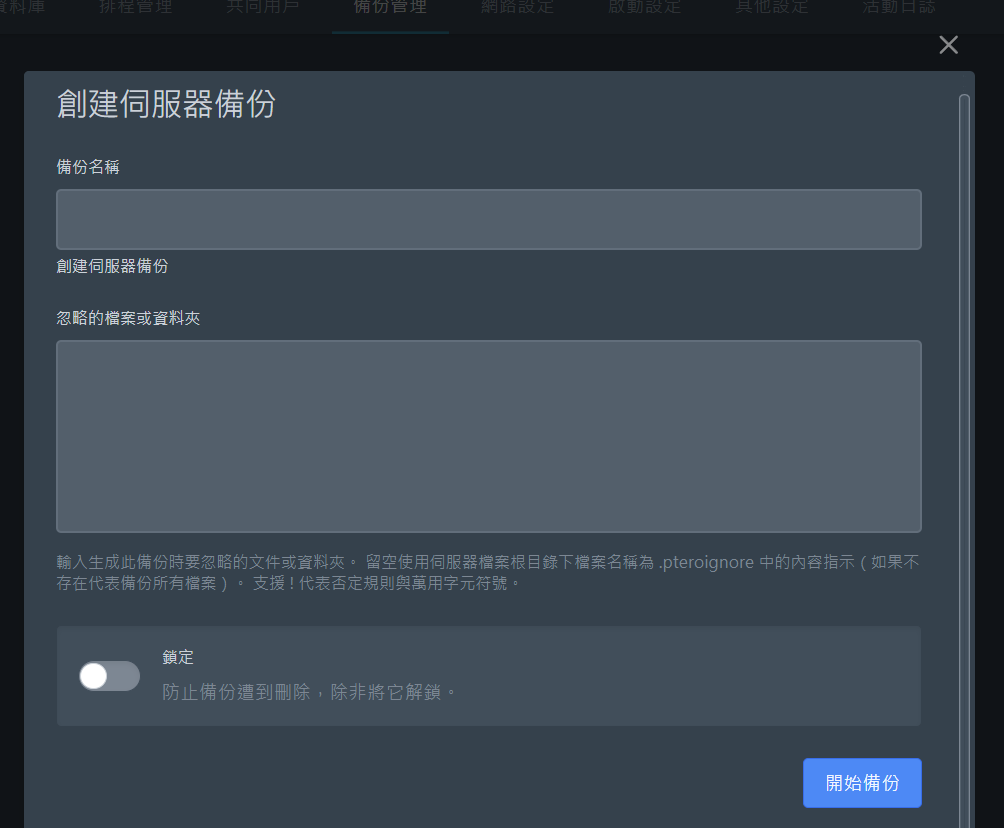 資料庫 排程管理 共同用戶 備份管理 網路設定 啟動設定 其他設定 活動日誌
創建伺服器備份
備份名稱
創建伺服器備份
忽略的檔案或資料夾
輸入生成此備份時要忽略的文件或資料夾。 留空使用伺服器檔案根目錄下檔案名稱為 .pteroignore 中的內容指示 ( 如果不
存在代表備份所有檔案 ) 。 支援 ! 代表否定規則與萬用字元符號。
鎖定
防止備份遭到刪除，除非將它解鎖。
開始備份